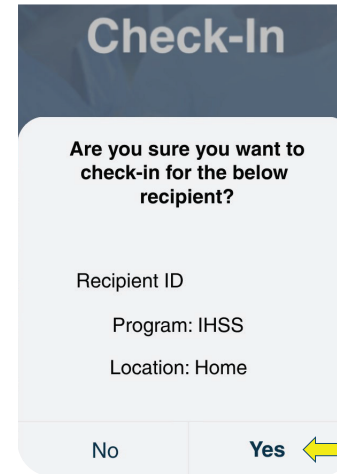 Check-In
Are you sure you want to
check-in for the below
recipient?
Recipient ID
Program: IHSS
Location: Home
No
Yes